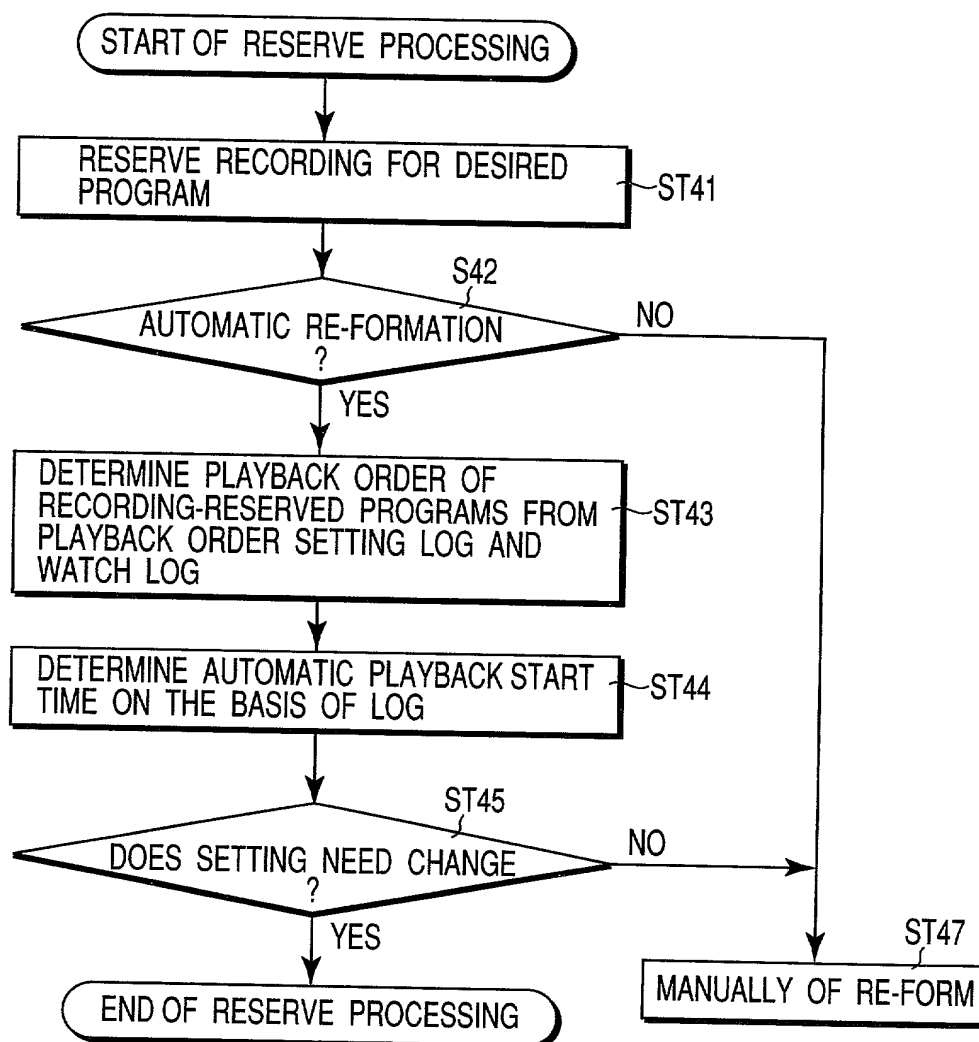 START OF RESERVE PROCESSING
RESERVE RECORDING FOR DESIRED
PROGRAM
ST41
S42
AUTOMATIC RE-FORMATION
?
NO
YES
DETERMINE PLAYBACK ORDER OF
RECORDING-RESERVED PROGRAMS FROM
PLAYBACK ORDER SETTING LOG AND
WATCH LOG
ST43
DETERMINE AUTOMATIC PLAYBACK START
TIME ON THE BASIS OF LOG
ST44
ST45
DOES SETTING NEED CHANGE
?
NO
YES
ST47
MANUALLY OF RE-FORM
END OF RESERVE PROCESSING